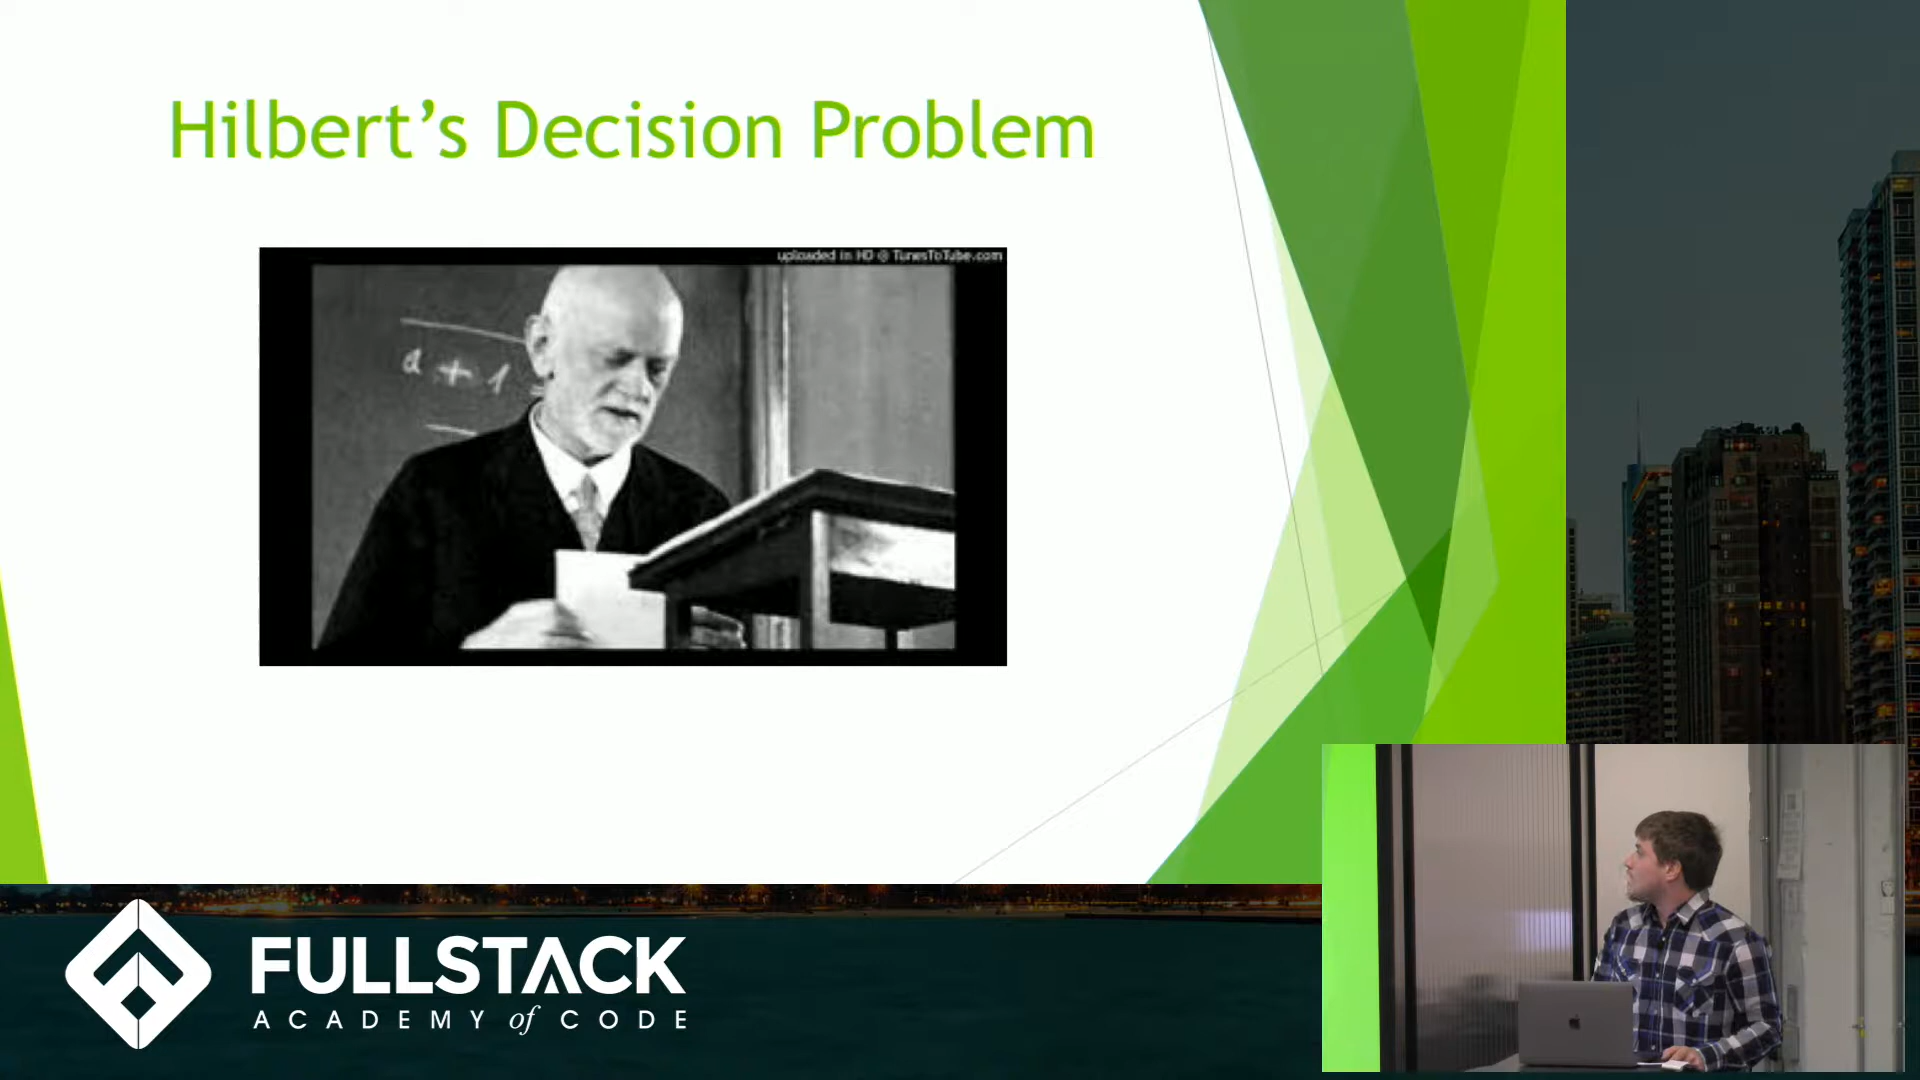 Hilbert’s Decision Problem
uploaded in HD @ TunesToTube.com
a + 1
FULLSTACK
ACADEMY of CODE